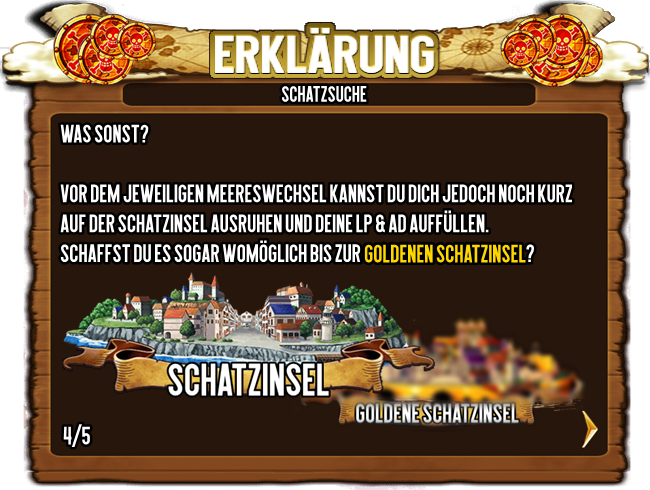 ERKLÄRUNG
SCHATZSUCHE
WAS SONST?
VOR DEM JEWEILIGEN MEERESWECHSEL KANNST DU DICH JEDOCH NOCH KURZ
AUF DER SCHATZINSEL AUSRUHEN UND DEINE LP & AD AUFFÜLLEN.
SCHAFFST DU ES SOGAR WOMÖGLICH BIS ZUR GOLDENEN SCHATZINSEL?
SCHATZINSEL
GOLDENE SCHATZINSEL
4/5